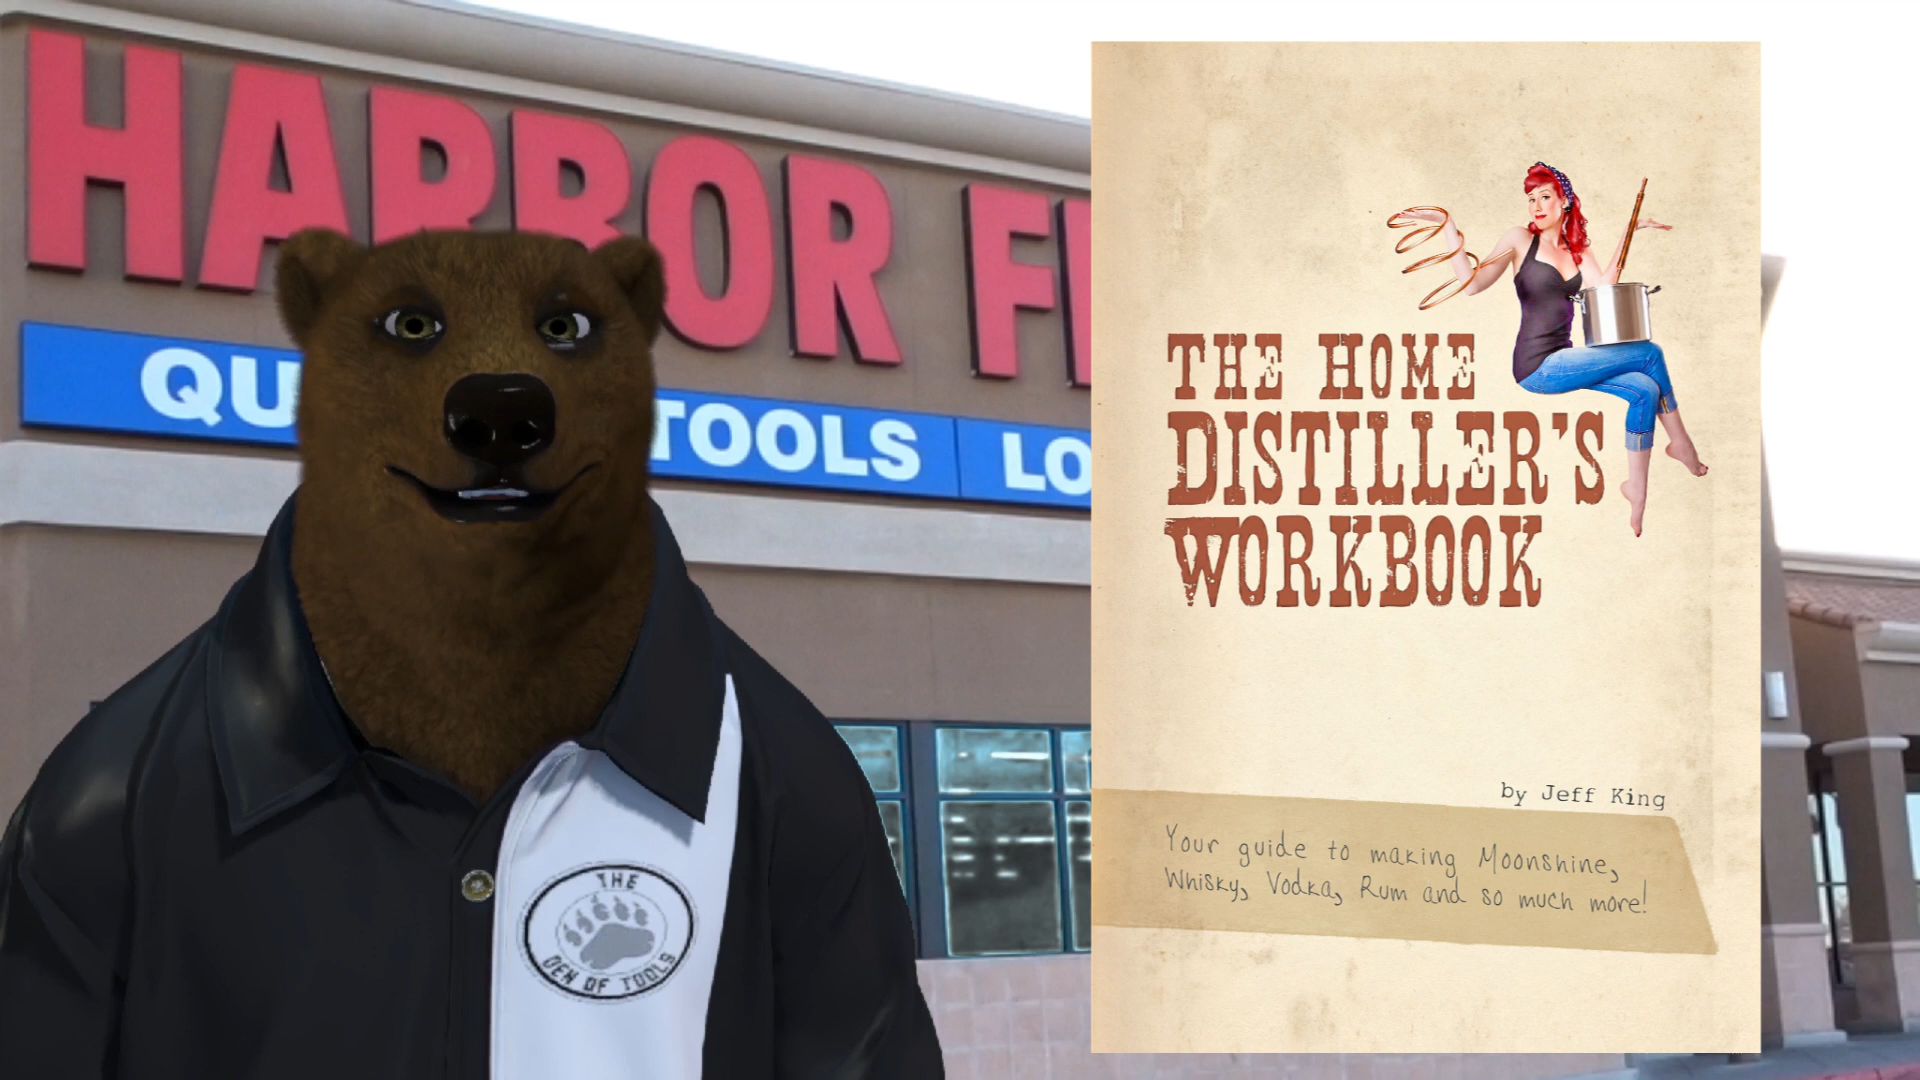 HARBOR F
QU
TOOLS
LO
THE
DEN OF TOOLS
THE HOME
DISTILLER'S
WORKBOOK
by Jeff King
Your guide to making Moonshine,
Whisky, Vodka, Rum and so much more!